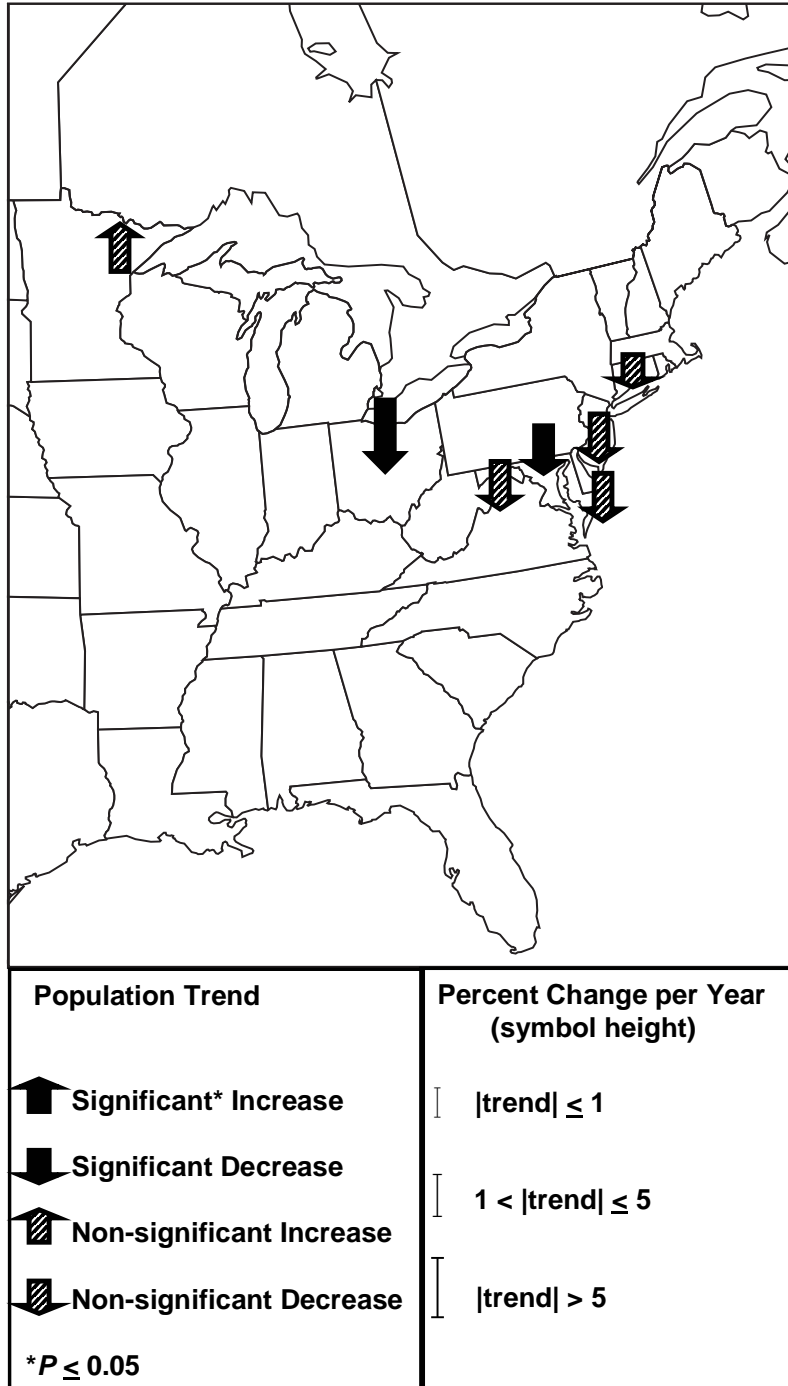 Population Trend
Significant* Increase
Significant Decrease
Non-significant Increase
Non-significant Decrease
*P ≤ 0.05
Percent Change per Year
(symbol height)
|trend| ≤ 1
1 < |trend| ≤ 5
|trend| > 5